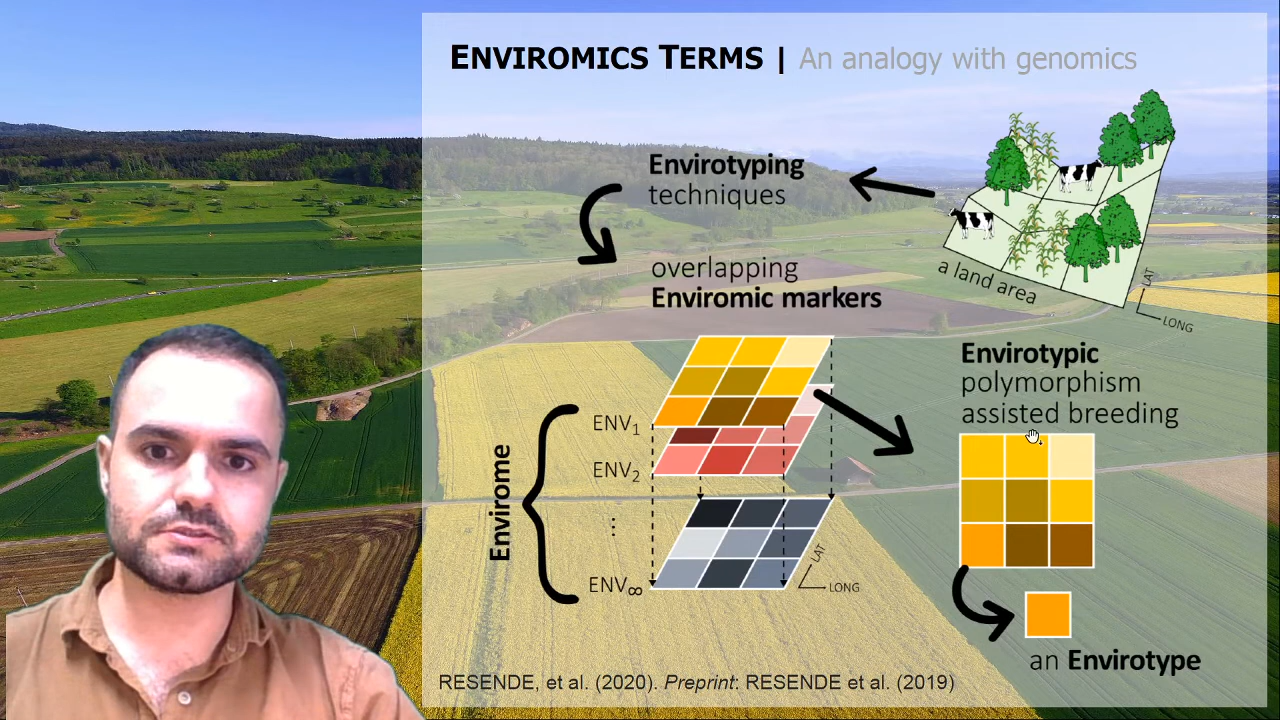 ENVIROMICS TERMS | An analogy with genomics
Envirotyping
techniques
overlapping
Enviromic markers
a land area
LAT
LONG
Envirotypic
polymorphism
assisted breeding
Envirome
ENV1
ENV2
⋮
ENV∞
LAT
LONG
an Envirotype
RESENDE, et al. (2020). Preprint: RESENDE et al. (2019)